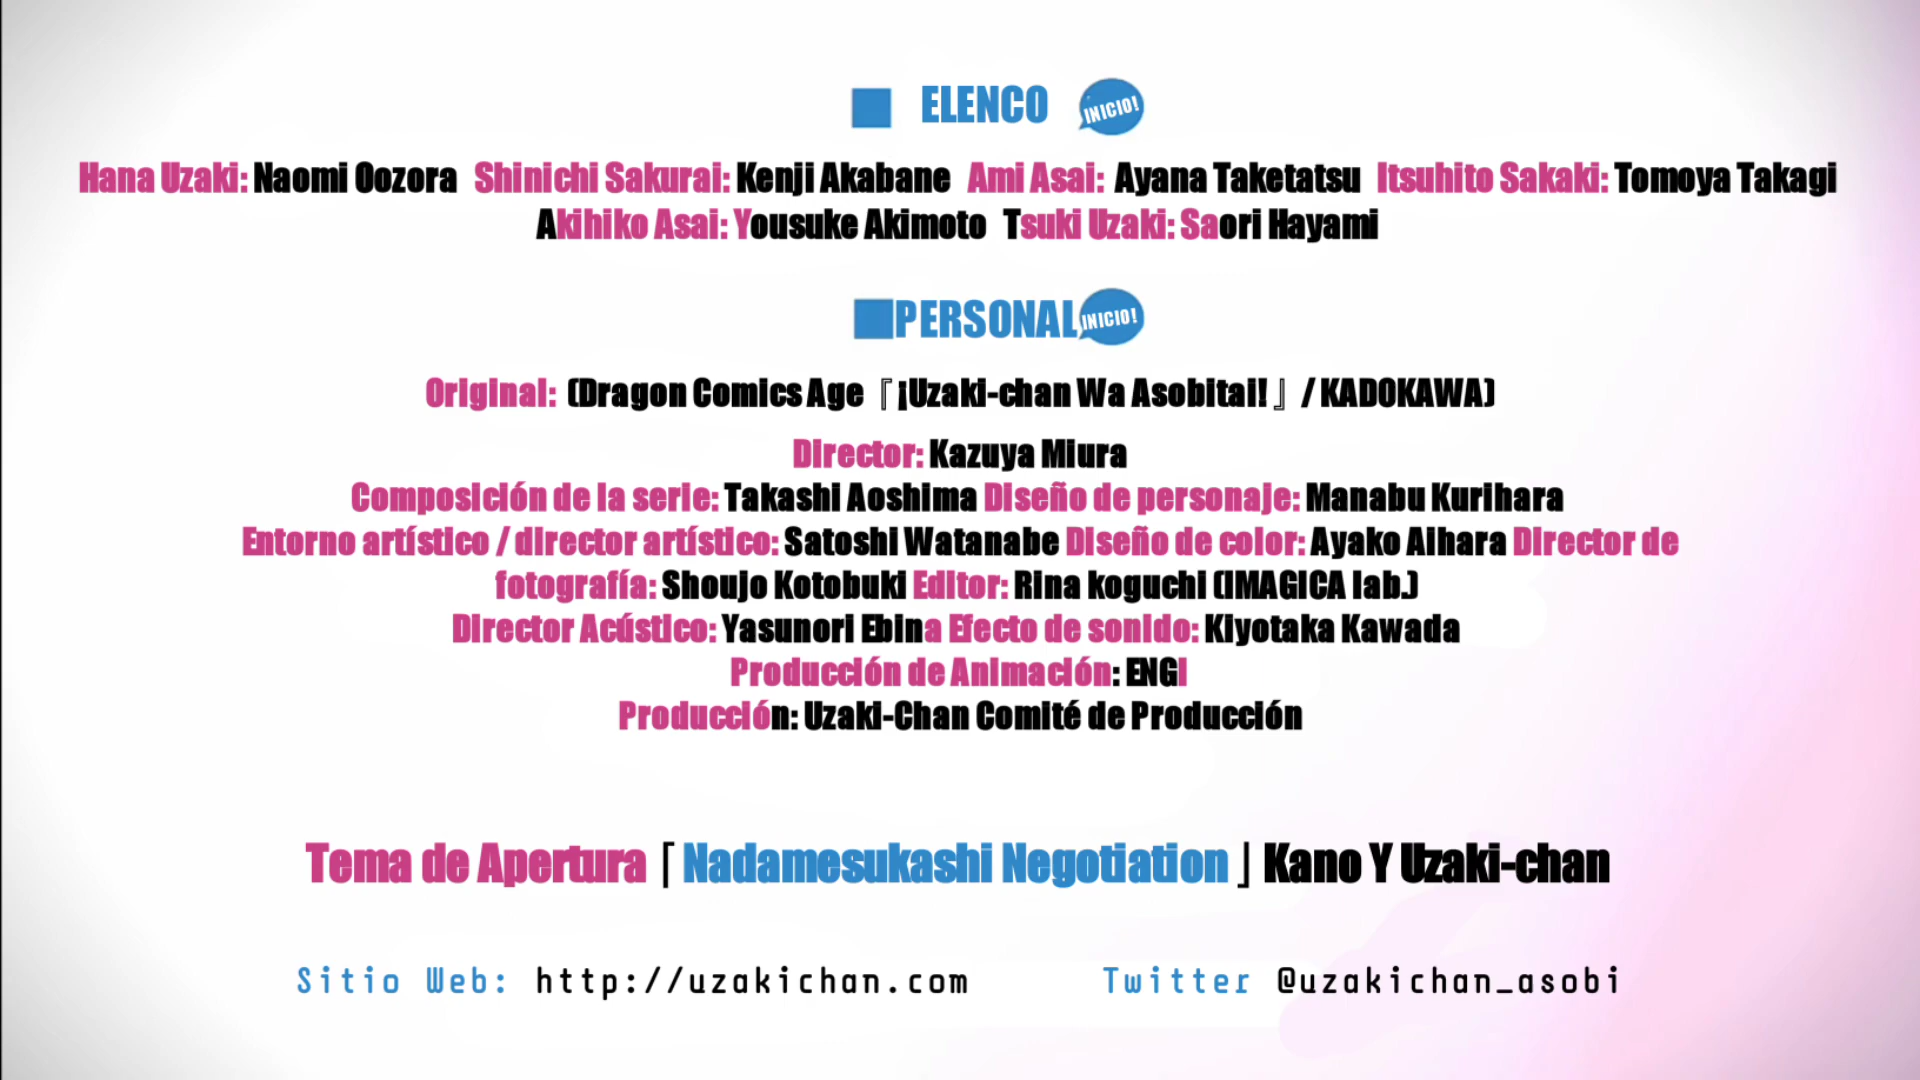 ELENCO INICIO!
Hana Uzaki: Naomi Oozora Shinichi Sakurai: Kenji Akabane Ami Asai: Ayana Taketatsu Itsuhito Sakaki: Tomoya Takagi
Akihiko Asai: Yousuke Akimoto Tsuki Uzaki: Saori Hayami
PERSONAL INICIO!
Original: (Dragon Comics Age『¡Uzaki-chan Wa Asobitai!』/ KADOKAWA)
Director: Kazuya Miura
Composición de la serie: Takashi Aoshima Diseño de personaje: Manabu Kurihara
Entorno artístico / director artístico: Satoshi Watanabe Diseño de color: Ayako Aihara Director de
fotografía: Shoujo Kotobuki Editor: Rina koguchi (IMAGICA lab.)
Director Acústico: Yasunori Ebina Efecto de sonido: Kiyotaka Kawada
Producción de Animación: ENGI
Producción: Uzaki-Chan Comité de Producción
Tema de Apertura「Nadamesukashi Negotiation」Kano Y Uzaki-chan
Sitio Web: http://uzakichan.com Twitter @uzakichan_asobi